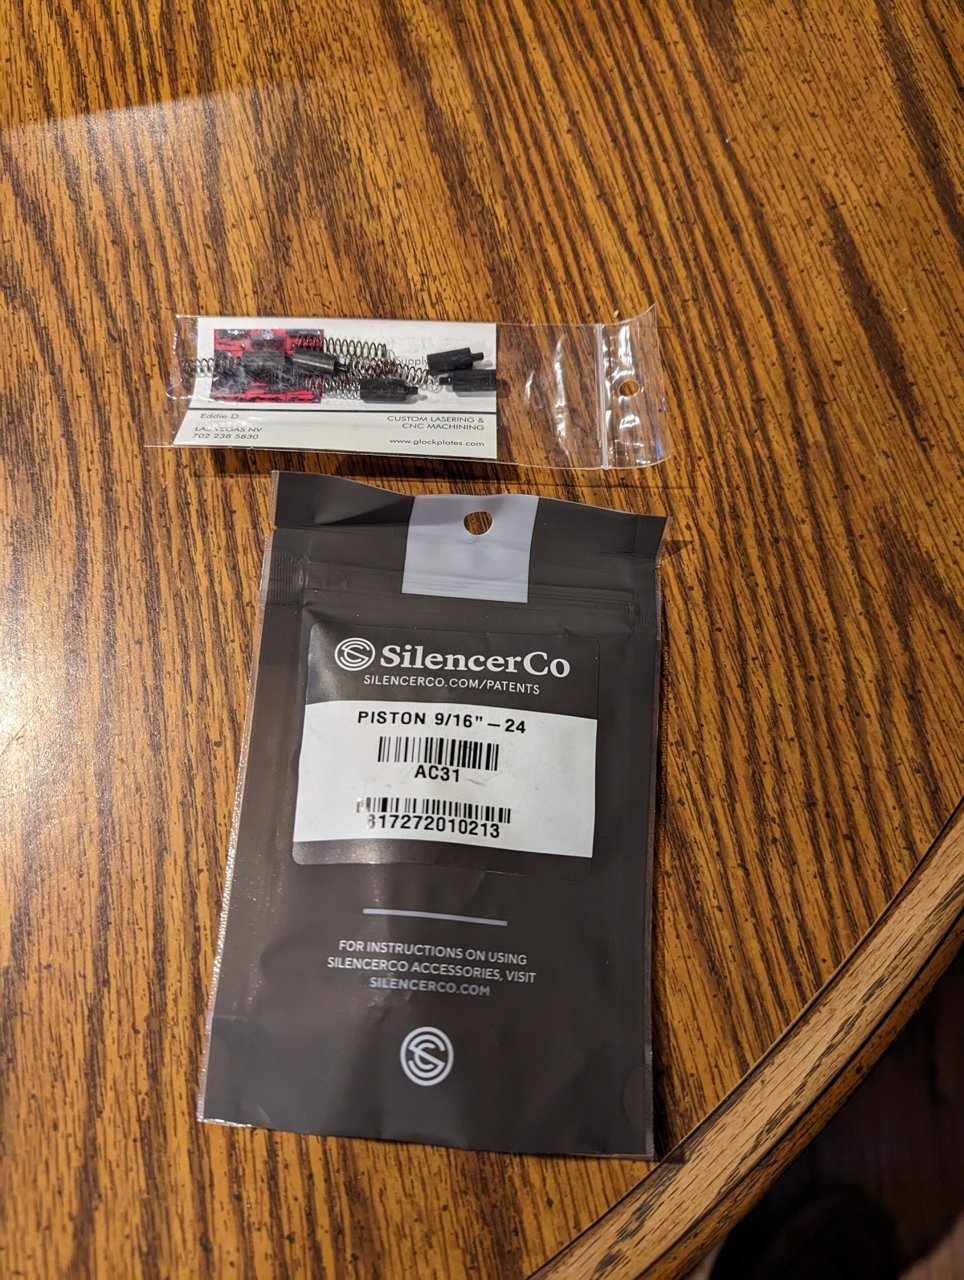 Supply
Eddie D
LAS VEGAS NV
702 238 5830
CUSTOM LASERING &
CNC MACHINING
www.glockplates.com
SilencerCo
SILENCERCO.COM/PATENTS
PISTON 9/16"-24
AC31
817272010213
FOR INSTRUCTIONS ON USING
SILENCERCO ACCESSORIES, VISIT
SILENCERCO.COM